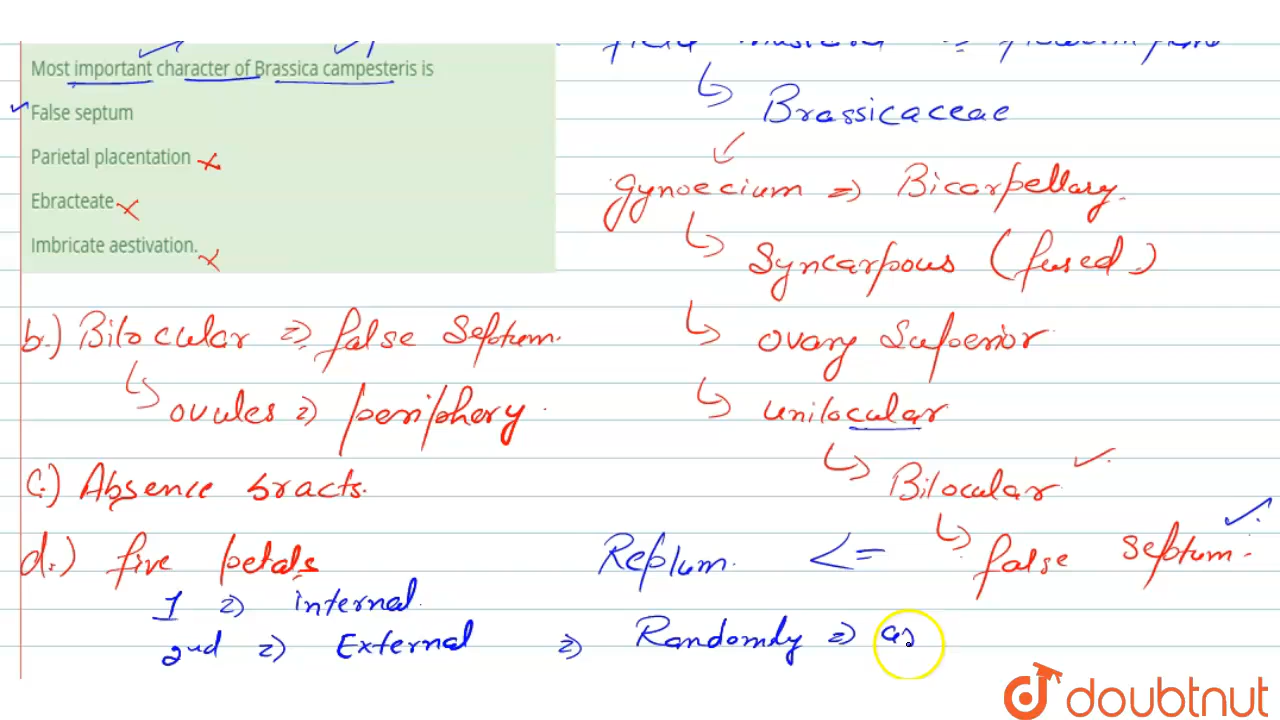 Most important character of Brassica campesteris is
False septum
Parietal placentation x
Ebracteate x
Imbricate aestivation. x
Brassicaceae
Gynoecium => Bicarpellary.
Syncarpous (fused.)
ovary Superior
unilocular
Bilocular
false Septum.
Replum. <=
b.) Bilocular => false Septum.
ovules => periphery.
c.) Absence bracts.
d.) five petals
1 => internal.
2nd => External => Randomly => as
doubtnut